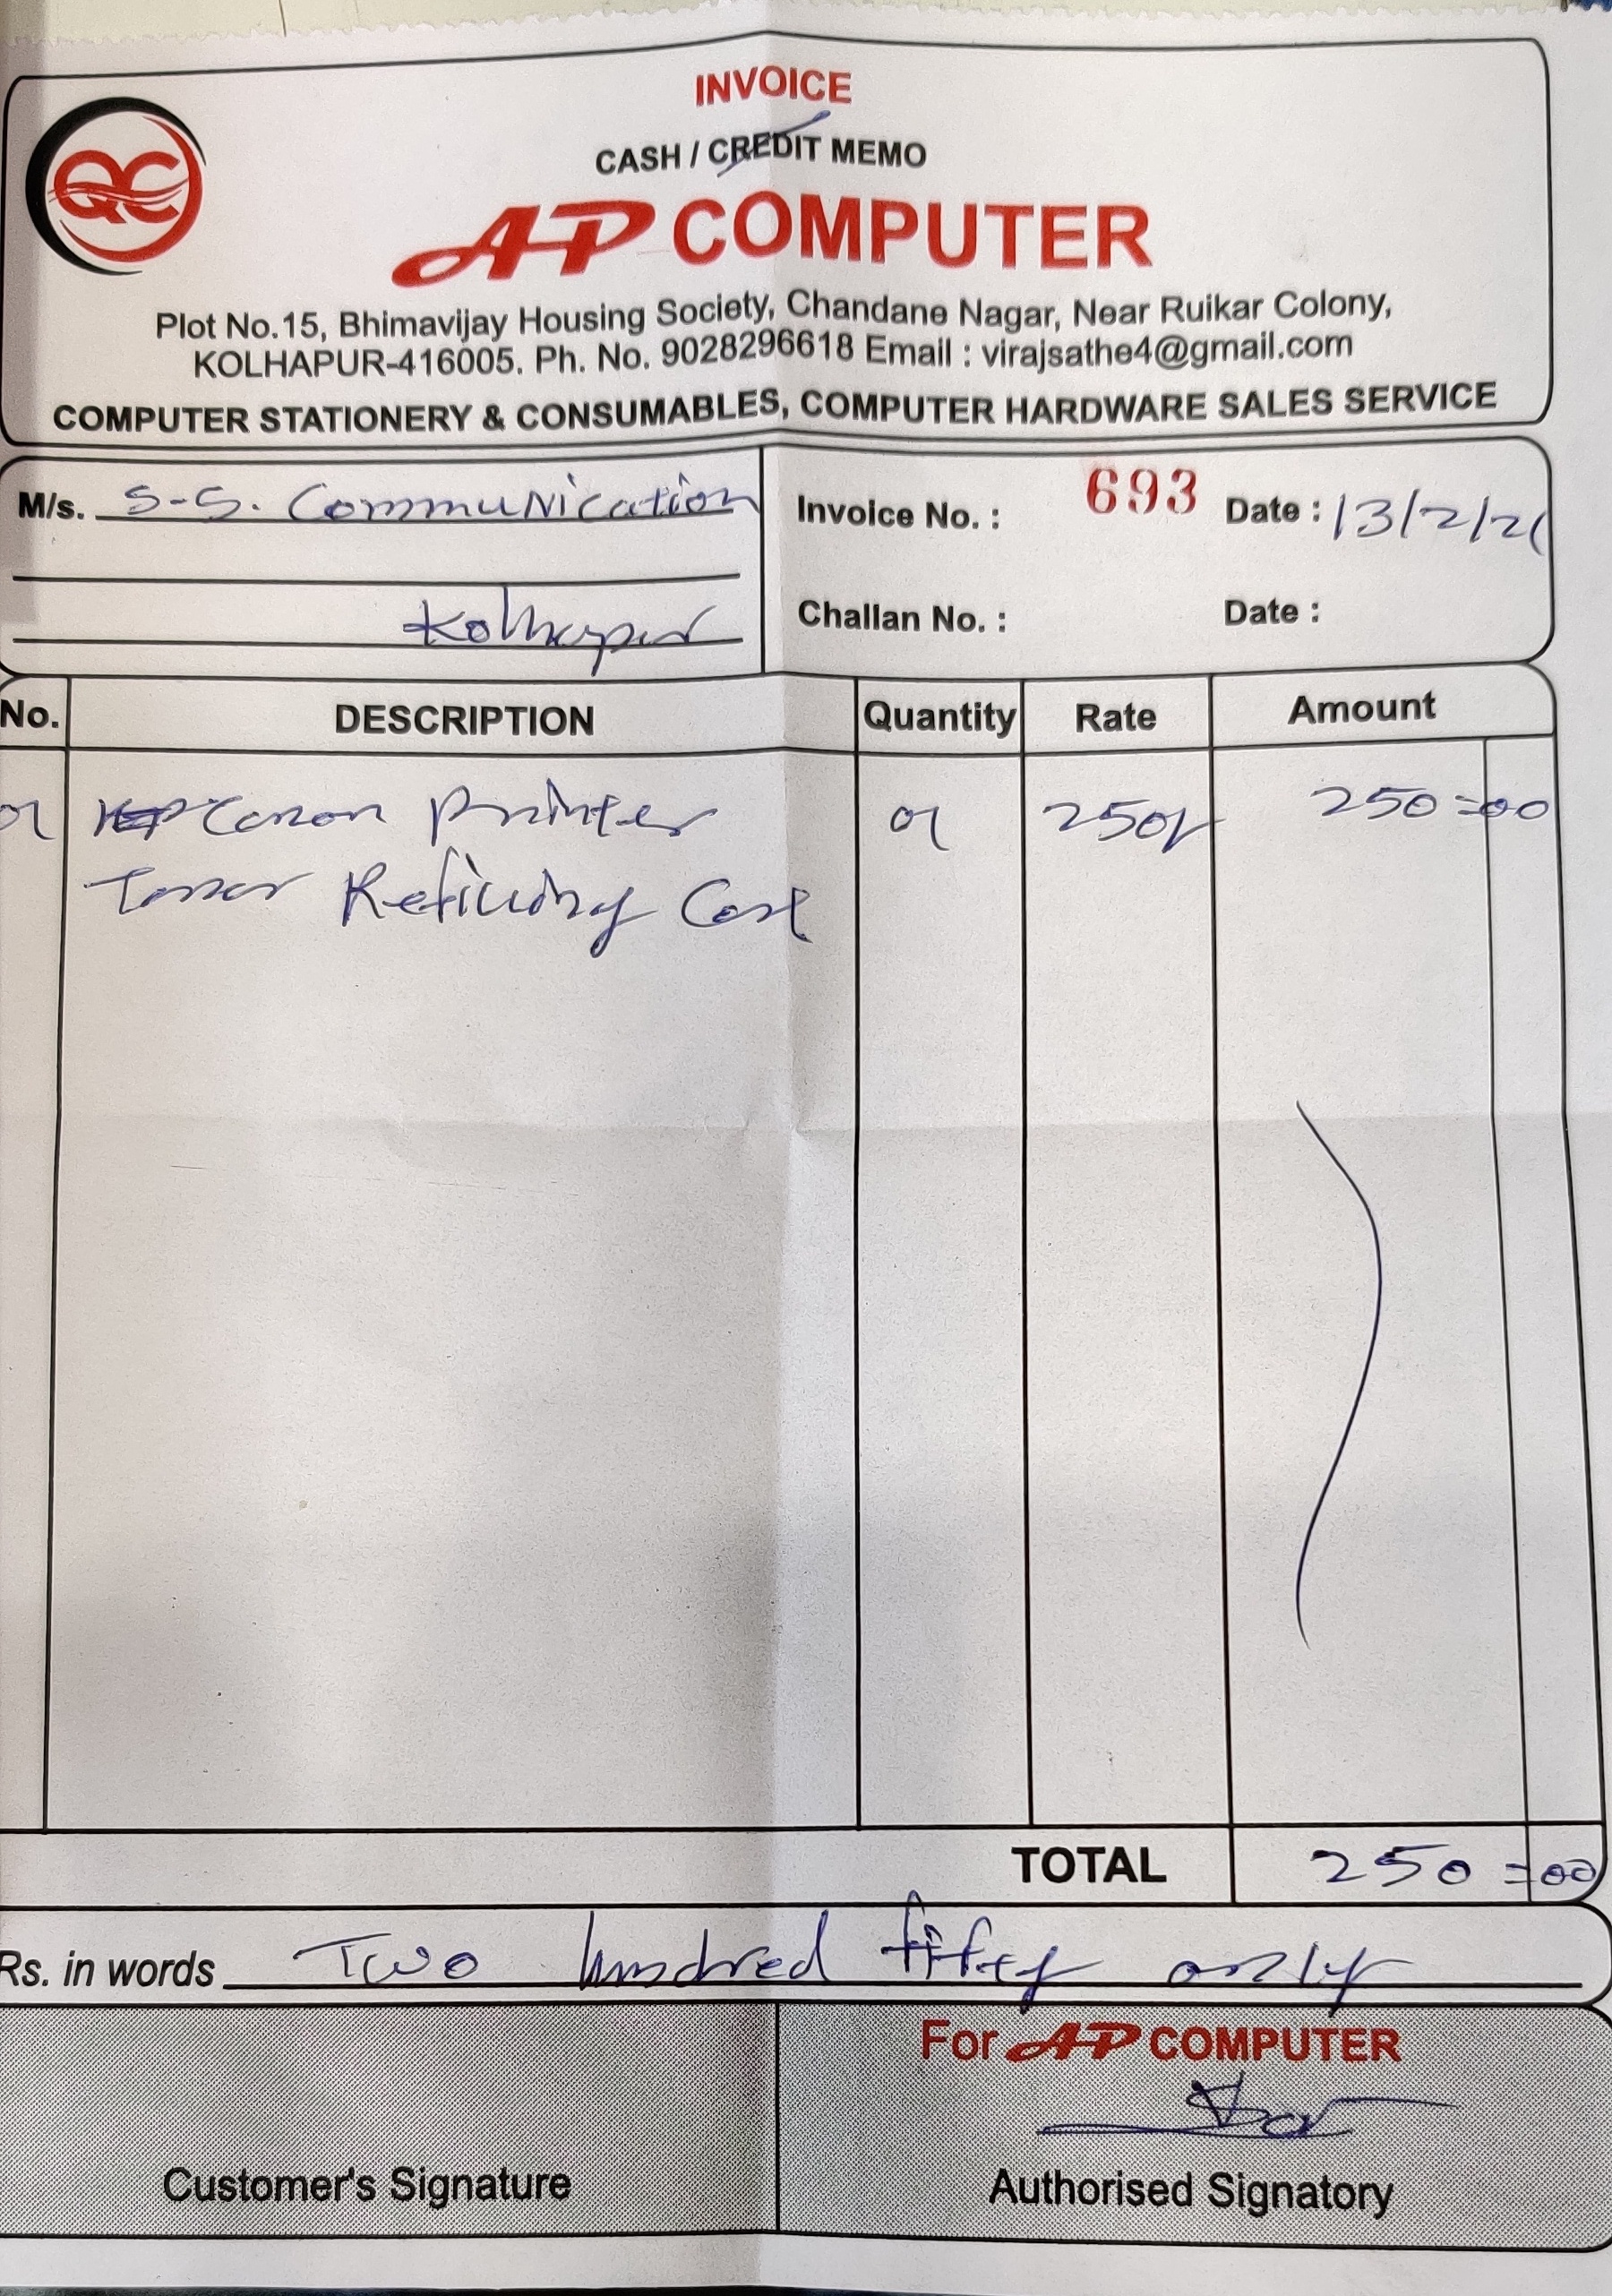 INVOICE
CASH / CREDIT MEMO
QC
AP COMPUTER
Plot No.15, Bhimavijay Housing Society, Chandane Nagar, Near Ruikar Colony,
KOLHAPUR-416005. Ph. No. 9028296618 Email : virajsathe4@gmail.com
COMPUTER STATIONERY & CONSUMABLES, COMPUTER HARDWARE SALES SERVICE
M/s. S-S. Communication
Kolhapur
Invoice No. : 693 Date : 13/2/2
Challan No. : Date :
No. DESCRIPTION Quantity Rate Amount
01 Canon Printer 01 250/- 250=00
Toner Refilling Cost
TOTAL 250=00
Rs. in words Two hundred fifty only
For AP COMPUTER
Customer's Signature Authorised Signatory